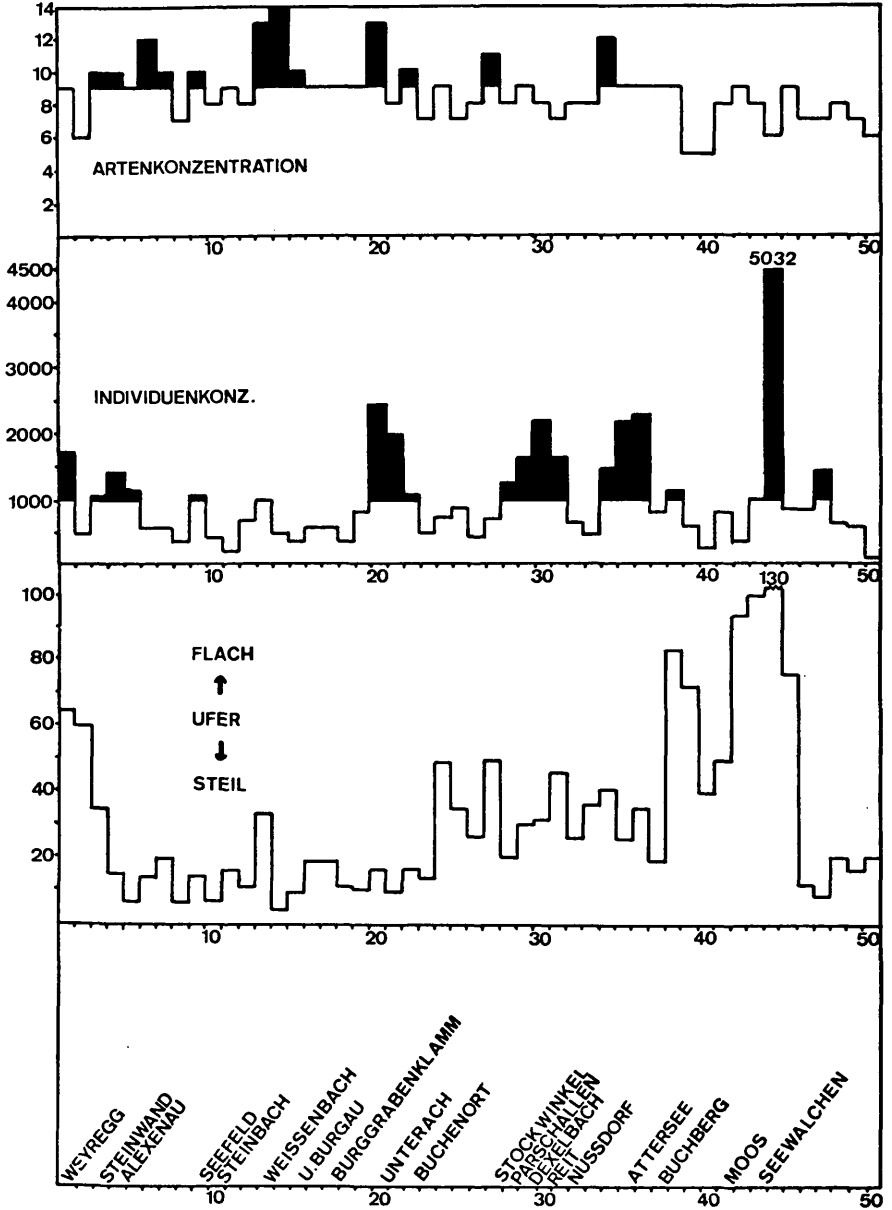 14
12
10
8
6
4
2
ARTENKONZENTRATION
10 20 30 40 50
5032
4500
4000
3000
2000
1000
INDIVIDUENKONZ.
10 20 30 40 50
130
100
80
60
40
20
FLACH
UFER
STEIL
10 20 30 40 50
WEYREGG
STEINWAND
ALEXENAU
SEEFELD
STEINBACH
WEISSENBACH
U.BURGAU
BURGGRABENKLAMM
UNTERACH
BUCHENORT
STOCKWINKEL
PARSCHALLEN
DEXELBACH
REIT
NUSSDORF
ATTERSEE
BUCHBERG
MOOS
SEEWALCHEN
10 20 30 40 50